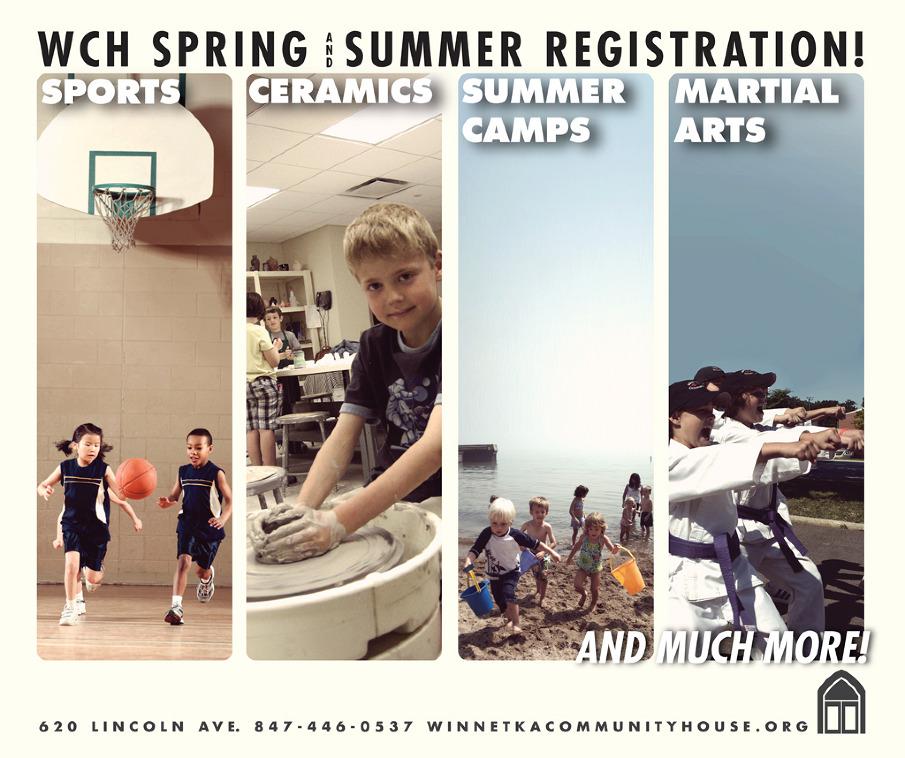 WCH SPRING AND SUMMER REGISTRATION!
SPORTS
CERAMICS
SUMMER
CAMPS
MARTIAL
ARTS
AND MUCH MORE!
620 LINCOLN AVE. 847-446-0537 WINNETKACOMMUNITYHOUSE.ORG